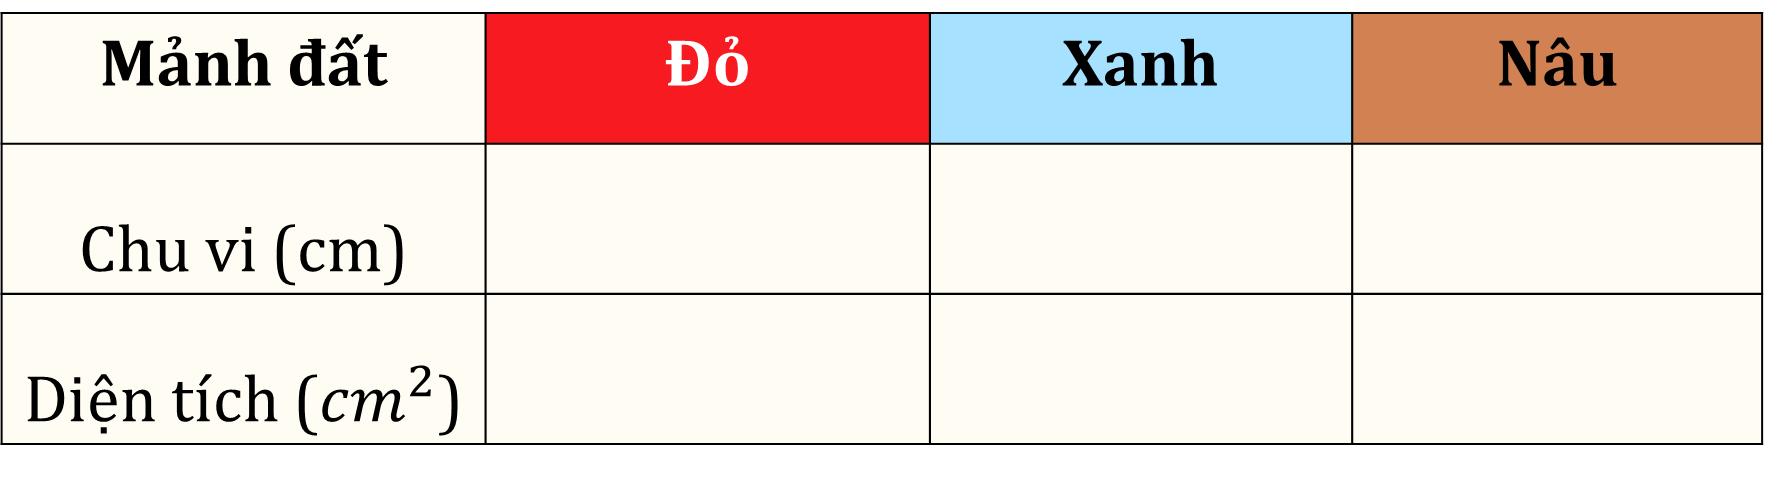 Mảnh đất Đỏ Xanh Nâu
Chu vi (cm)
Diện tích (cm²)